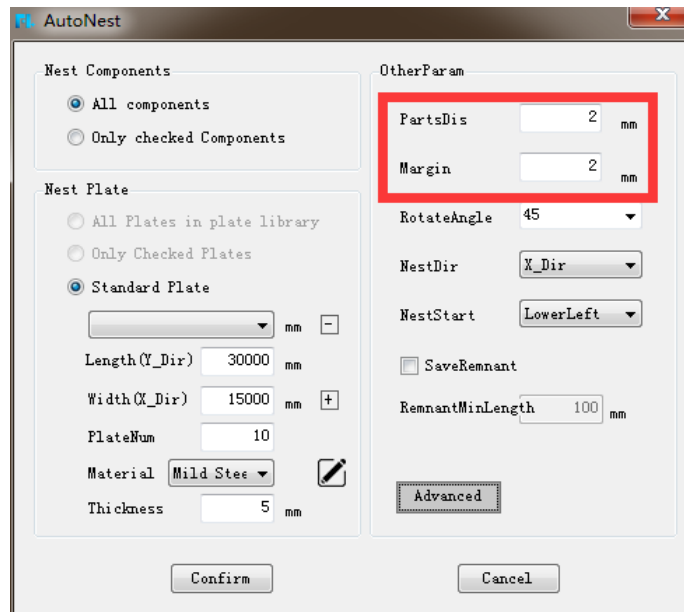 AutoNest
Nest Components
All components
Only checked Components
Nest Plate
All Plates in plate library
Only Checked Plates
Standard Plate
mm -
Length(Y_Dir) 30000 mm
Width(X_Dir) 15000 mm +
PlateNum 10
Material Mild Stee
Thickness 5 mm
OtherParam
PartsDis 2 mm
Margin 2 mm
RotateAngle 45
NestDir X_Dir
NestStart LowerLeft
SaveRemnant
RemnantMinLength 100 mm
Advanced
Confirm
Cancel